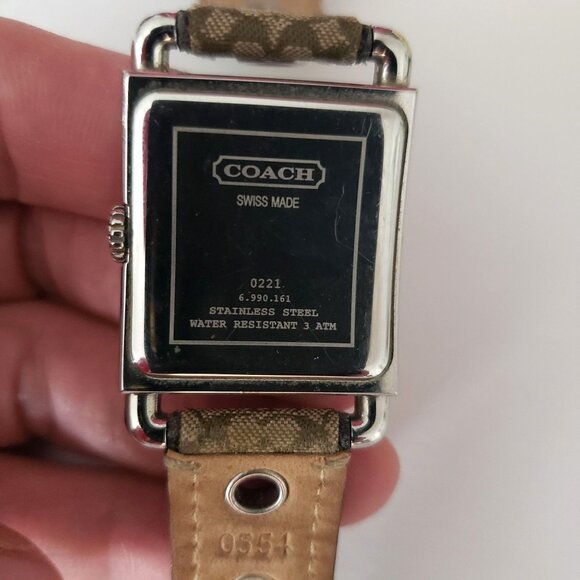 COACH
SWISS MADE
0221
6.990.161
STAINLESS STEEL
WATER RESISTANT 3 ATM
0551